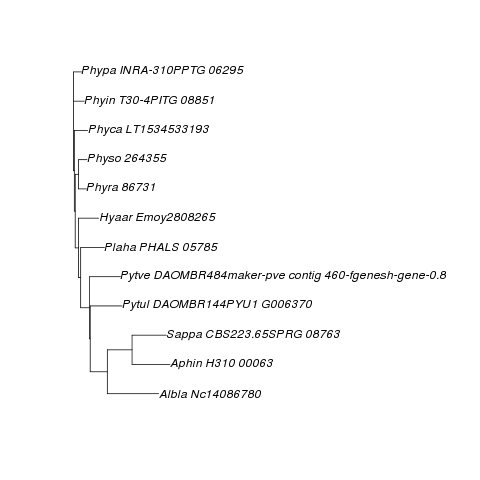 Phypa INRA-310PPTG 06295
Phyin T30-4PITG 08851
Phyca LT1534533193
Physo 264355
Phyra 86731
Hyaar Emoy2808265
Plaha PHALS 05785
Pytve DAOMBR484maker-pve contig 460-fgenesh-gene-0.8
Pytul DAOMBR144PYU1 G006370
Sappa CBS223.65SPRG 08763
Aphin H310 00063
Albla Nc14086780